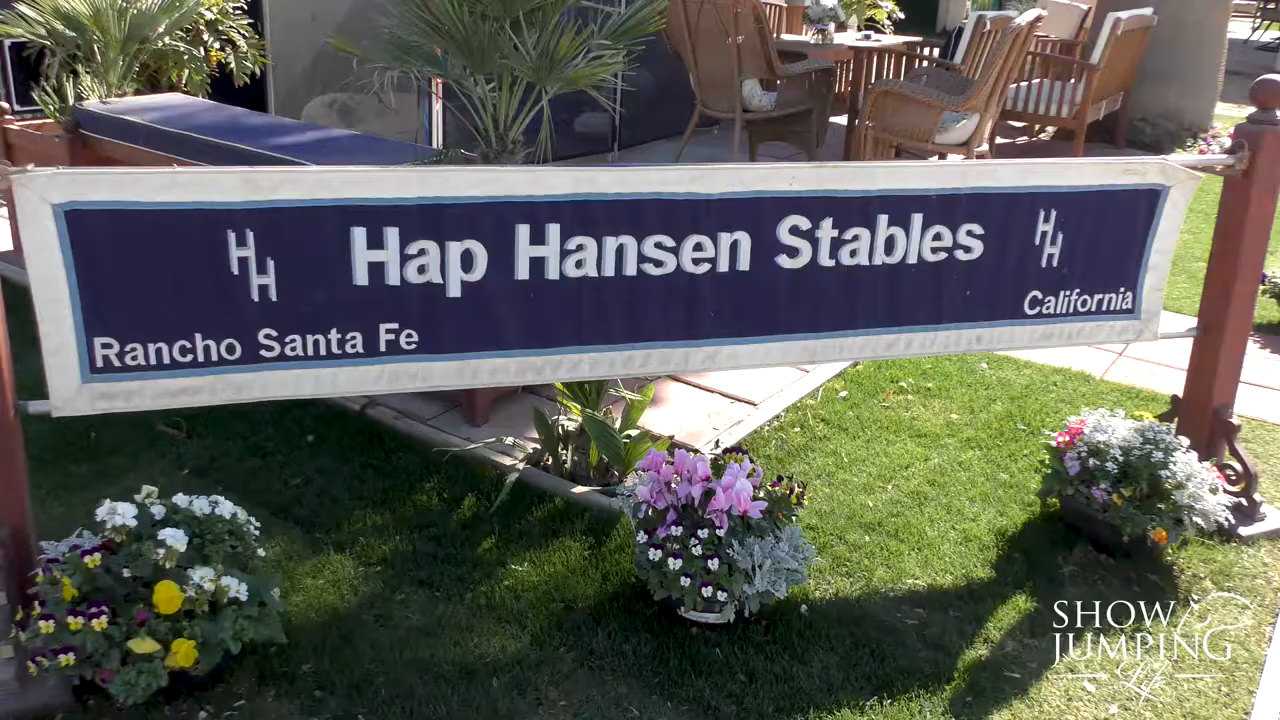 HH
Hap Hansen Stables
HH
Rancho Santa Fe
California
SHOW
JUMPING
Life